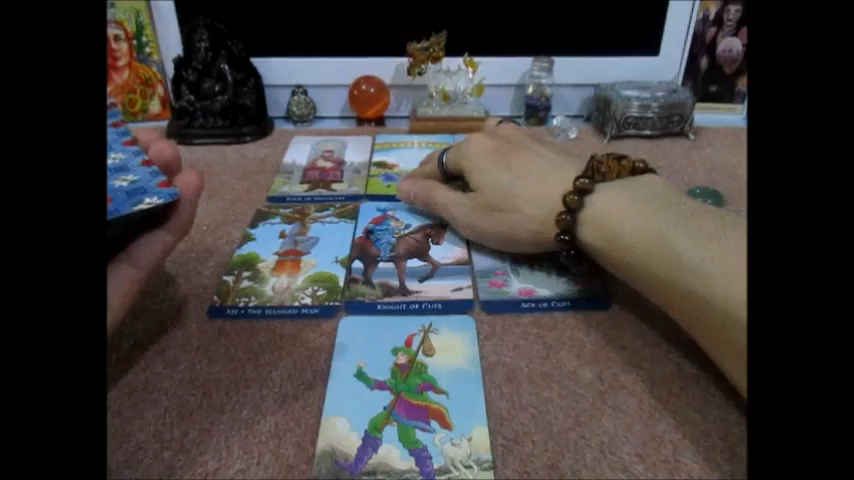 KING OF PENTACLES
XII • THE HANGED MAN
KNIGHT OF CUPS
ACE OF CUPS